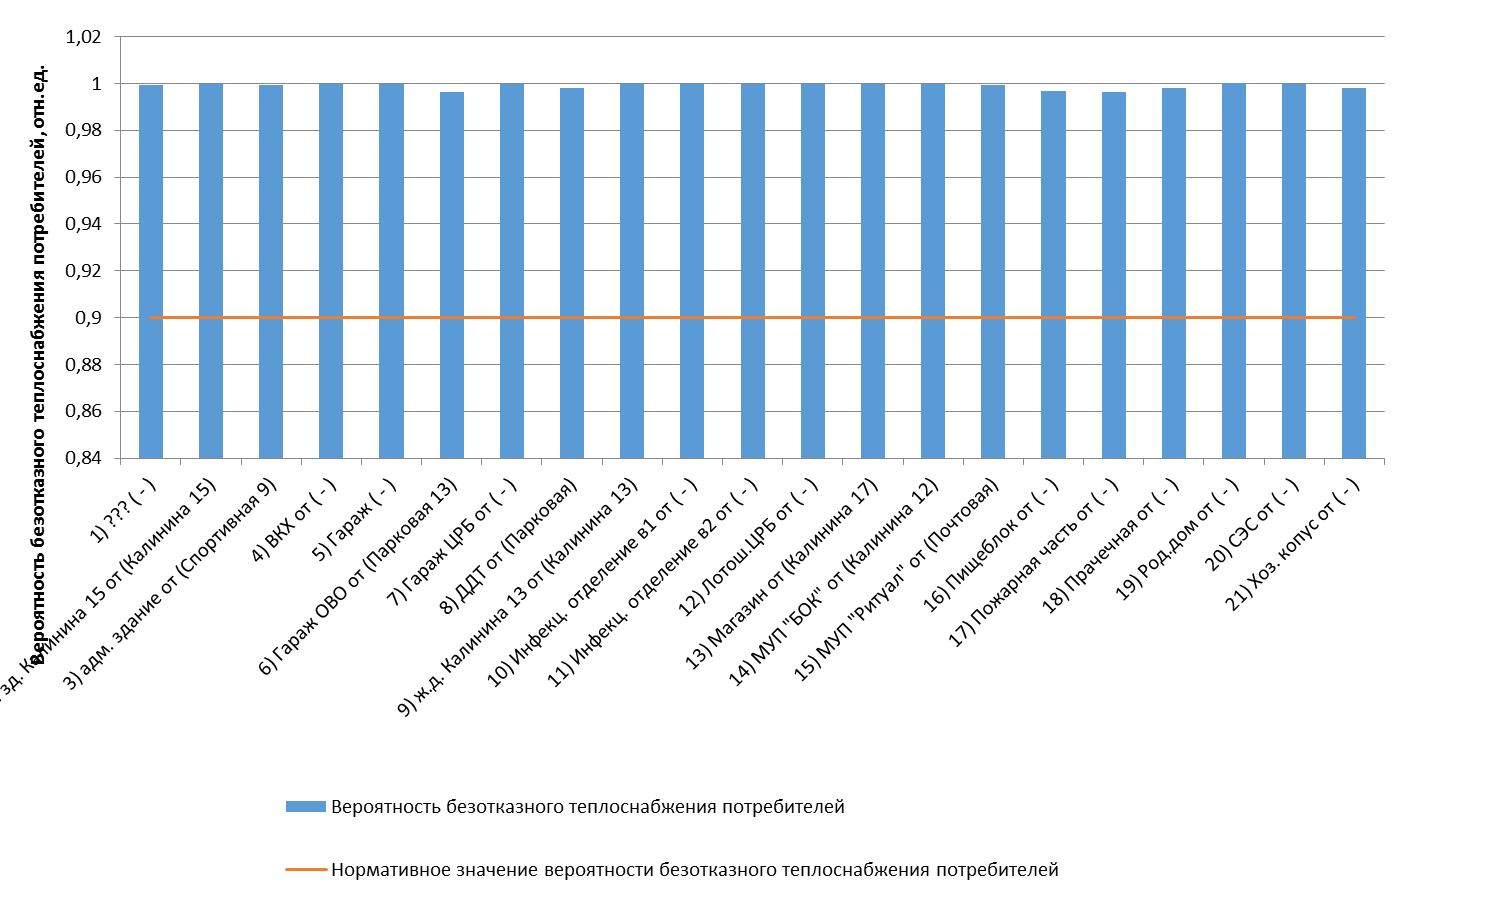 Вероятность безотказного теплоснабжения потребителей, отн.ед.
1,02
1
0,98
0,96
0,94
0,92
0,9
0,88
0,86
0,84
1) ??? ( - )
зд. Калинина 15 от (Калинина 15)
3) адм. здание от (Спортивная 9)
4) ВКХ от ( - )
5) Гараж ( - )
6) Гараж ОВО от (Парковая 13)
7) Гараж ЦРБ от ( - )
8) ДДТ от (Парковая)
9) ж.д. Калинина 13 от (Калинина 13)
10) Инфекц. отделение в1 от ( - )
11) Инфекц. отделение в2 от ( - )
12) Лотош.ЦРБ от ( - )
13) Магазин от (Калинина 17)
14) МУП "БОК" от (Калинина 12)
15) МУП "Ритуал" от (Почтовая)
16) Пищеблок от ( - )
17) Пожарная часть от ( - )
18) Прачечная от ( - )
19) Род.дом от ( - )
20) СЭС от ( - )
21) Хоз. копус от ( - )
Вероятность безотказного теплоснабжения потребителей
Нормативное значение вероятности безотказного теплоснабжения потребителей